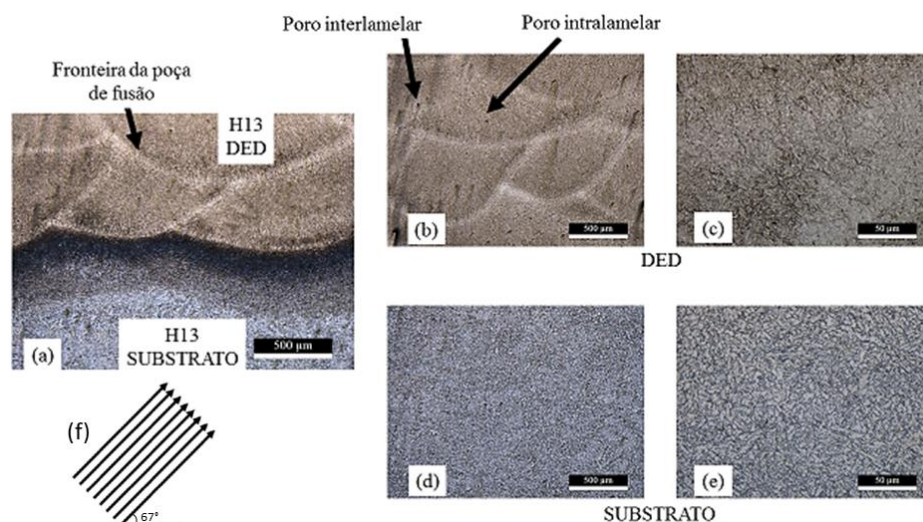 Poro interlamelar
Poro intralamelar
Fronteira da poça
de fusão
H13
DED
(a)
H13
SUBSTRATO
500 µm
(b)
500 µm
(c)
50 µm
DED
(d)
500 µm
(e)
50 µm
SUBSTRATO
(f)
67°